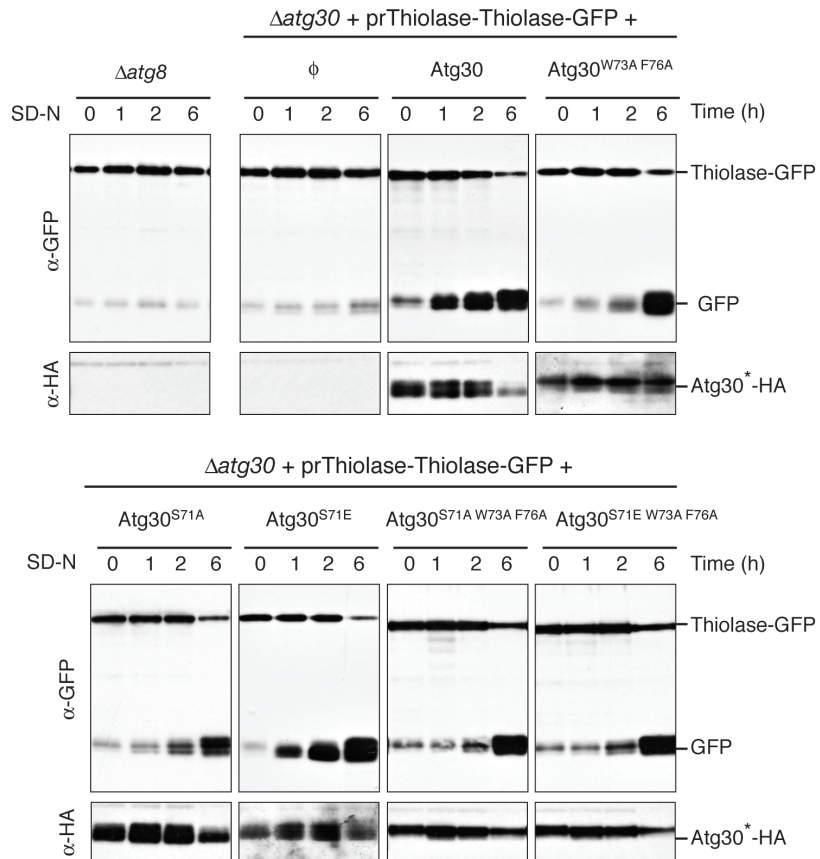 Δatg30 + prThiolase-Thiolase-GFP +
Δatg8 ϕ Atg30 Atg30W73A F76A
SD-N 0 1 2 6 0 1 2 6 0 1 2 6 0 1 2 6 Time (h)
α-GFP
Thiolase-GFP
GFP
α-HA
Atg30*-HA
Δatg30 + prThiolase-Thiolase-GFP +
Atg30S71A Atg30S71E Atg30S71A W73A F76A Atg30S71E W73A F76A
SD-N 0 1 2 6 0 1 2 6 0 1 2 6 0 1 2 6 Time (h)
α-GFP
Thiolase-GFP
GFP
α-HA
Atg30*-HA